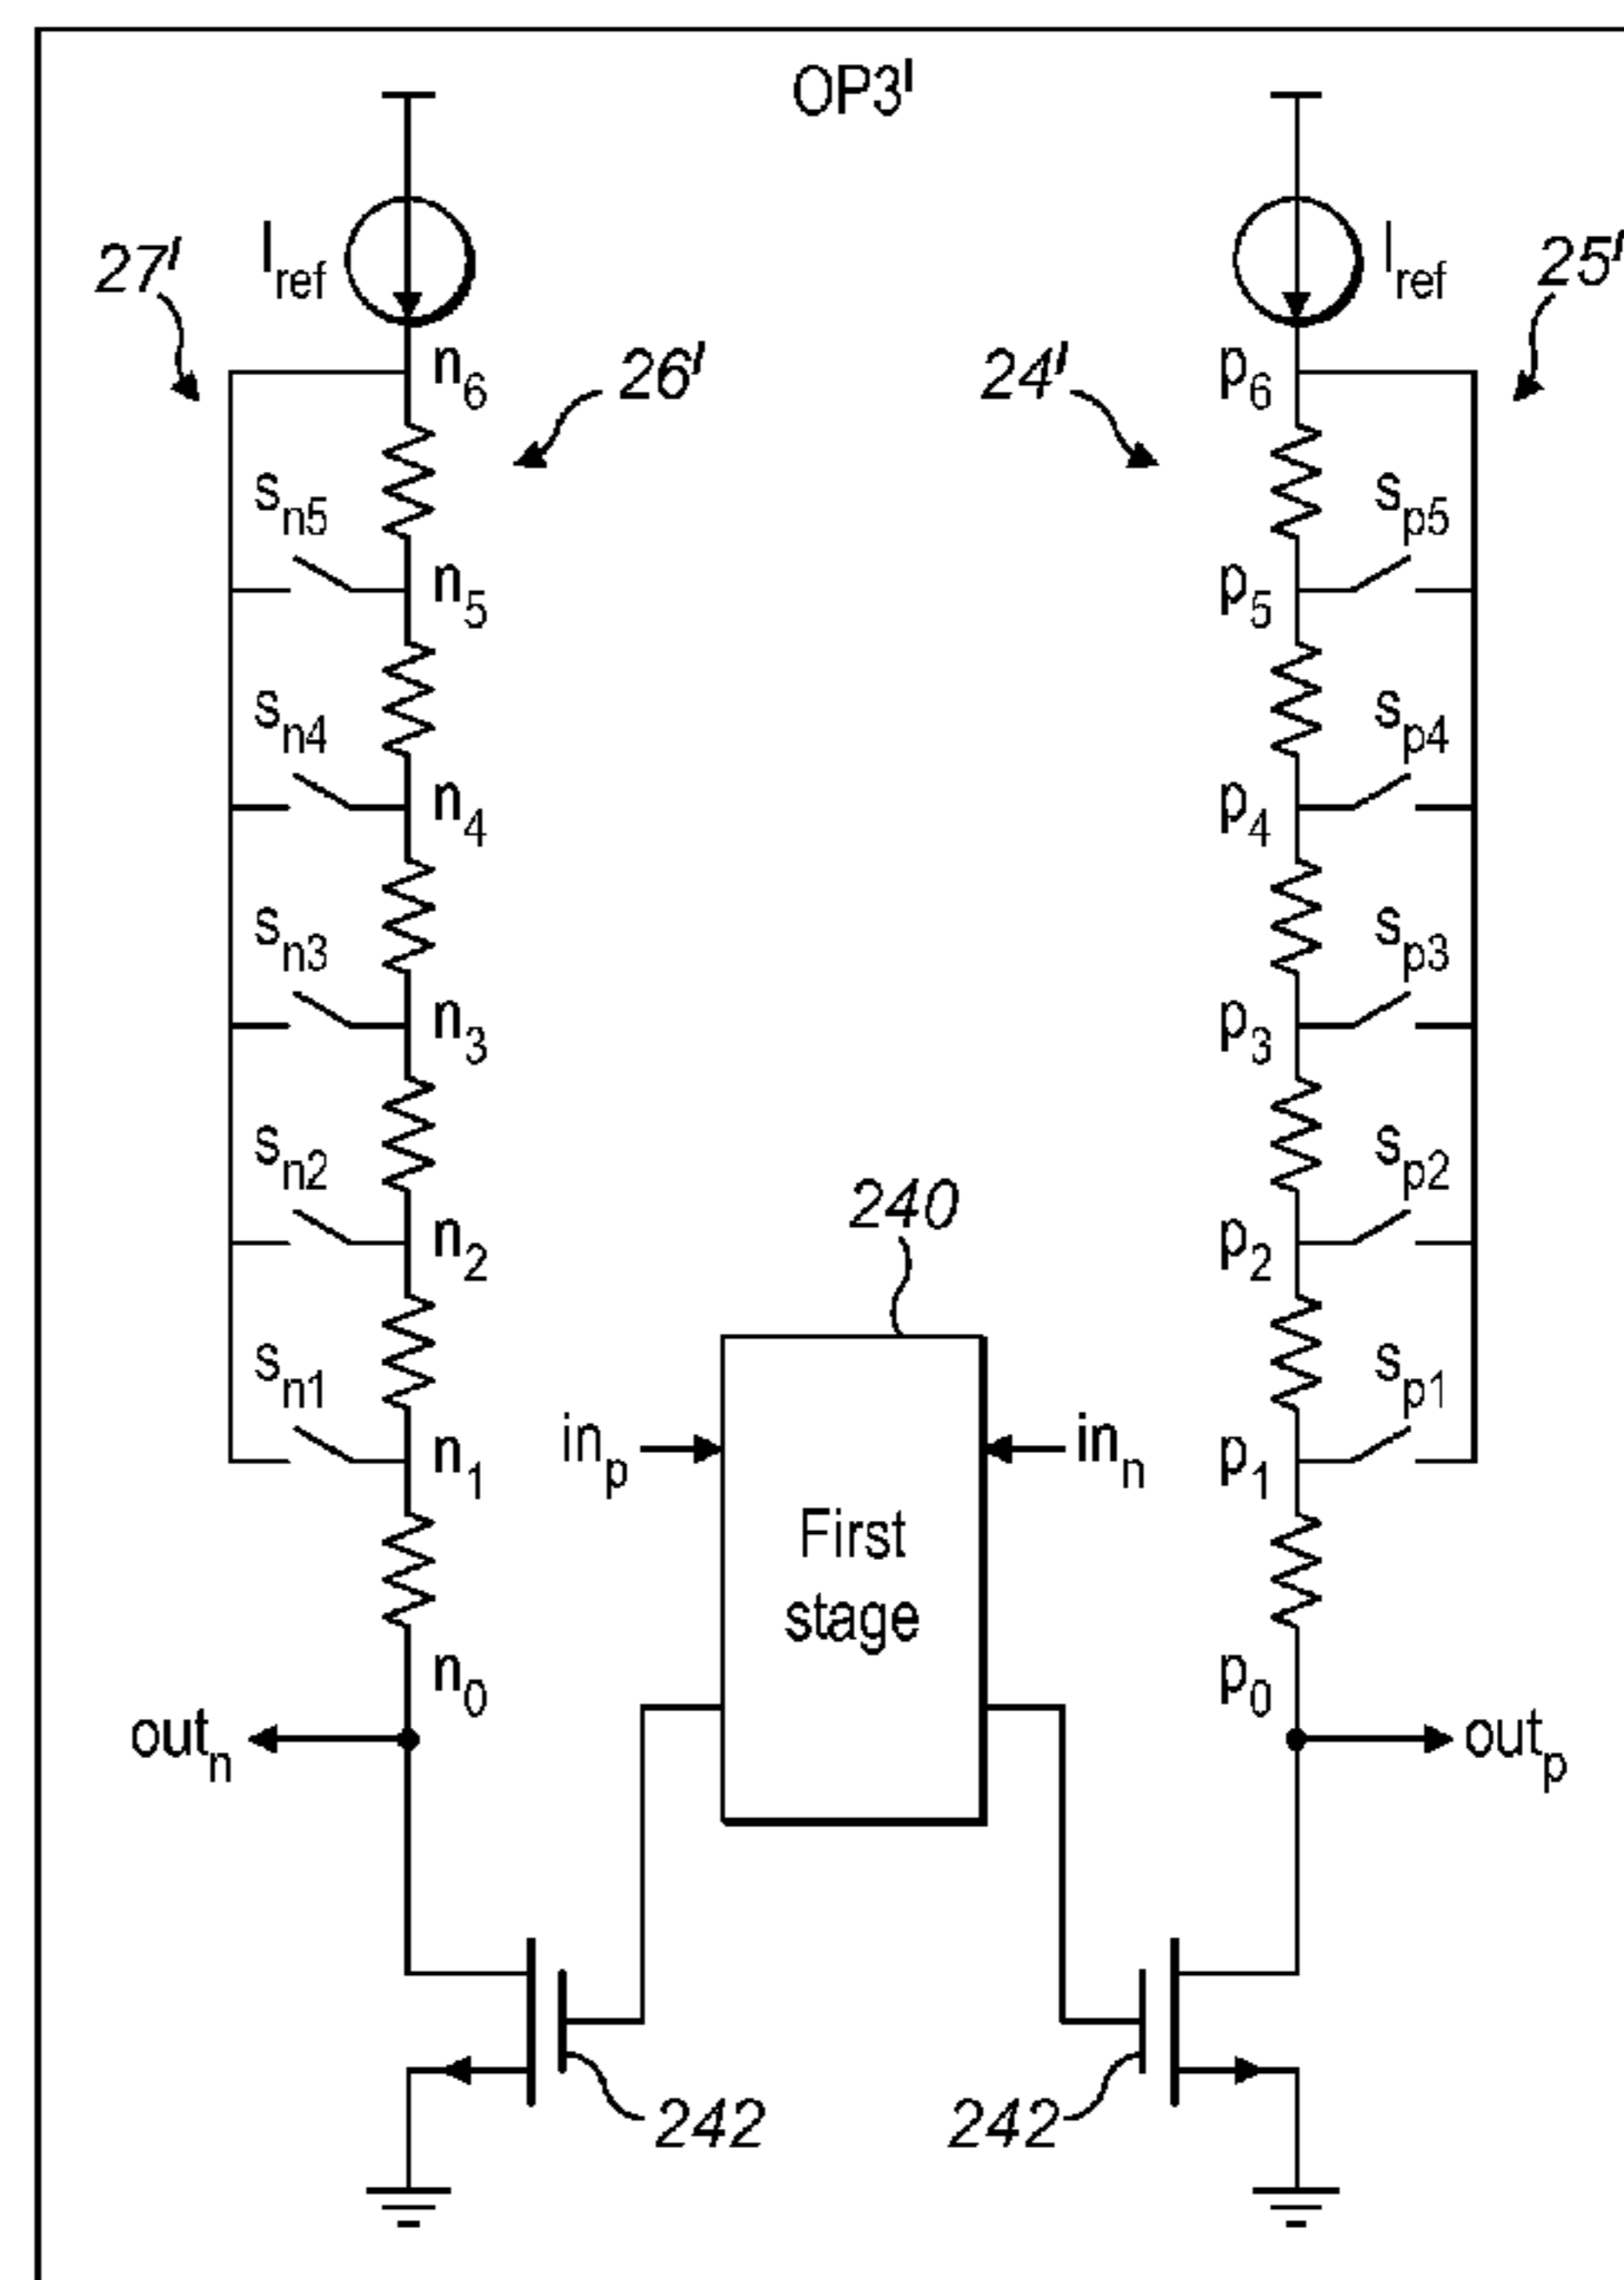 OP3'
I_ref
I_ref
27'
25'
26'
24'
n_6
p_6
s_n5
s_p5
n_5
p_5
s_n4
s_p4
n_4
p_4
s_n3
s_p3
n_3
p_3
s_n2
s_p2
240
n_2
p_2
s_n1
s_p1
in_p
in_n
n_1
p_1
First
stage
n_0
p_0
out_n
out_p
242
242